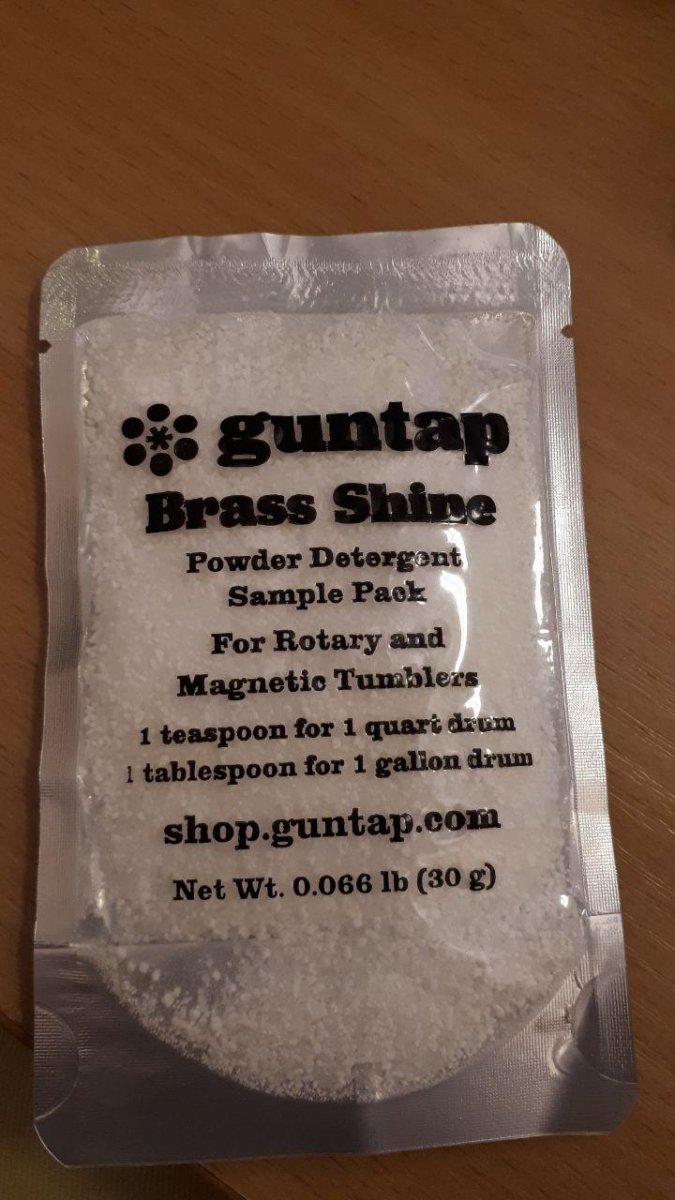 guntap
Brass Shine
Powder Detergent
Sample Pack
For Rotary and
Magnetic Tumblers
1 teaspoon for 1 quart drum
1 tablespoon for 1 gallon drum
shop.guntap.com
Net Wt. 0.066 lb (30 g)